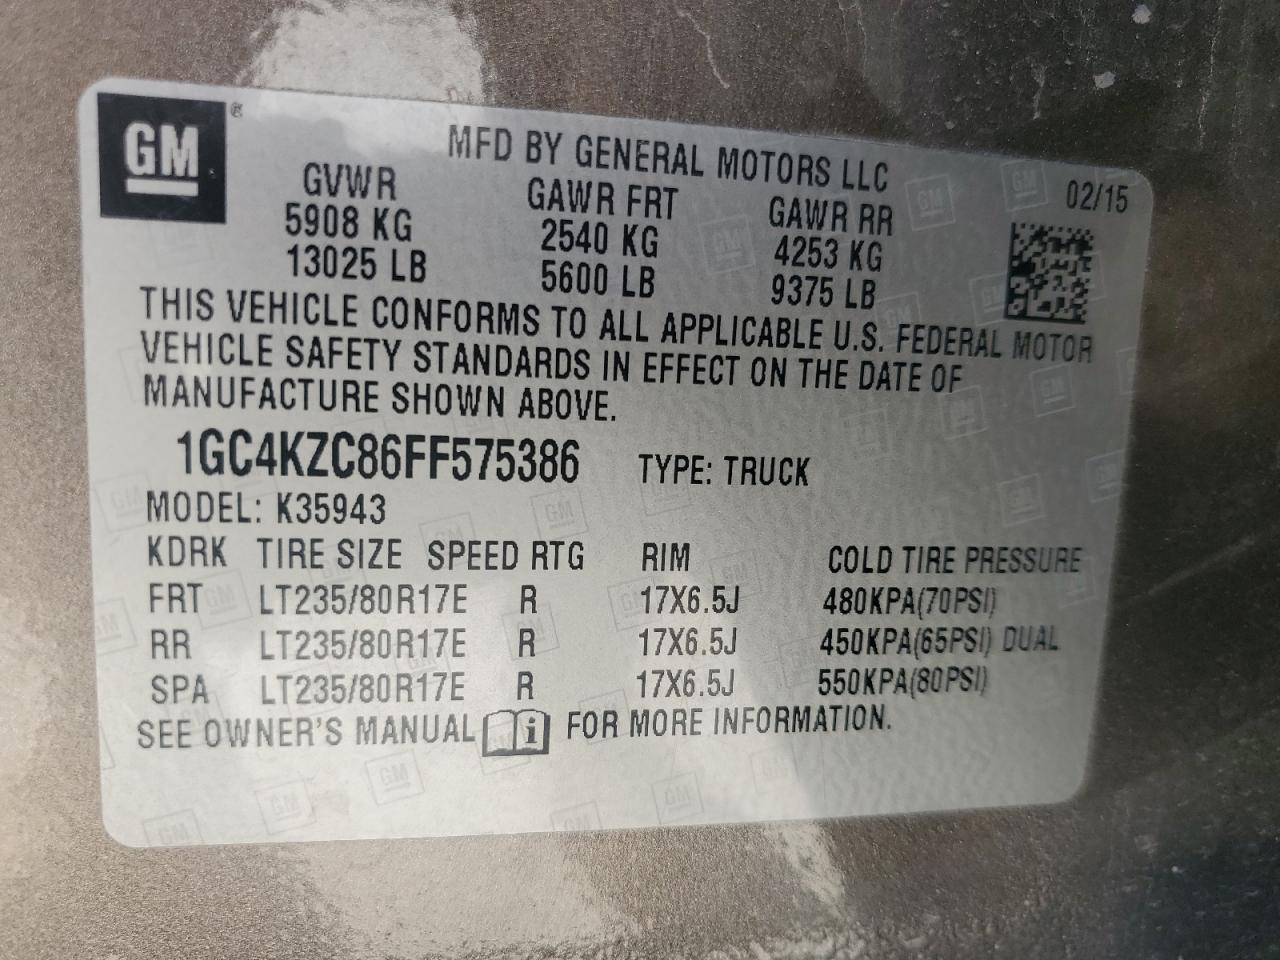 GM®
MFD BY GENERAL MOTORS LLC
02/15
GVWR GAWR FRT GAWR RR
5908 KG 2540 KG 4253 KG
13025 LB 5600 LB 9375 LB
THIS VEHICLE CONFORMS TO ALL APPLICABLE U.S. FEDERAL MOTOR
VEHICLE SAFETY STANDARDS IN EFFECT ON THE DATE OF
MANUFACTURE SHOWN ABOVE.
1GC4KZC86FF575386 TYPE: TRUCK
MODEL: K35943
KDRK TIRE SIZE SPEED RTG RIM COLD TIRE PRESSURE
FRT LT235/80R17E R 17X6.5J 480KPA(70PSI)
RR LT235/80R17E R 17X6.5J 450KPA(65PSI) DUAL
SPA LT235/80R17E R 17X6.5J 550KPA(80PSI)
SEE OWNER'S MANUAL i FOR MORE INFORMATION.